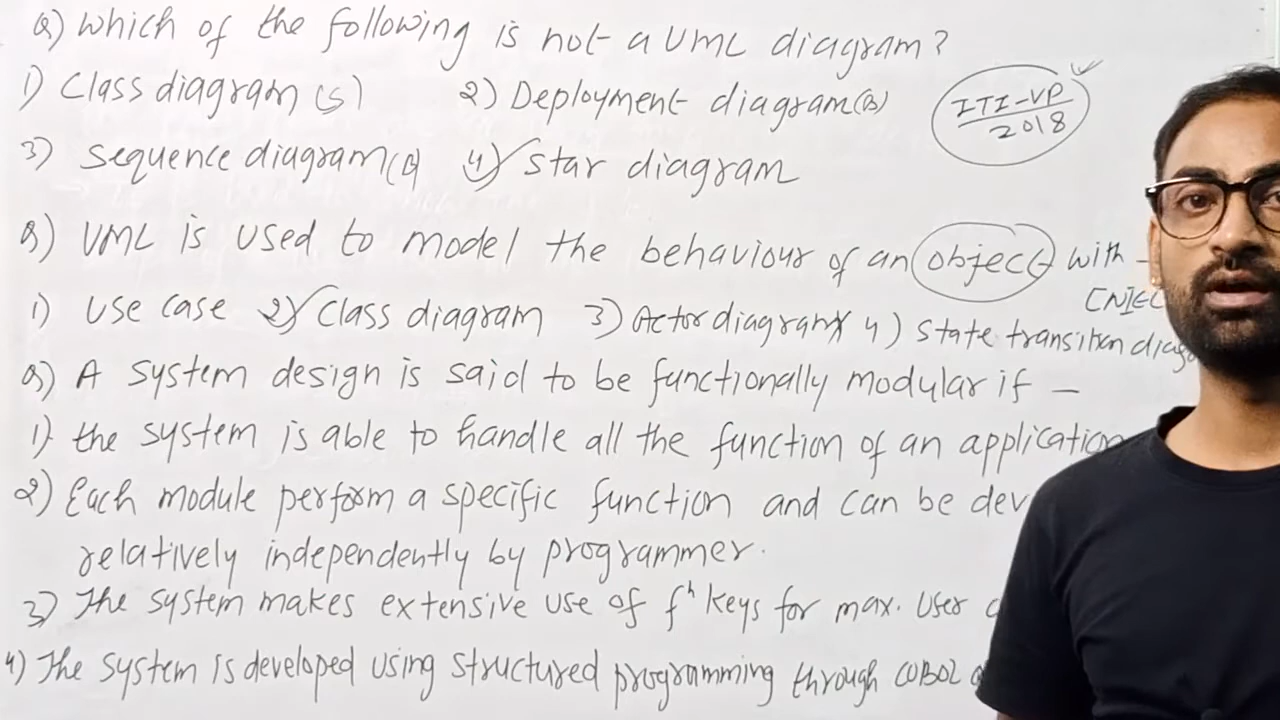 Q) which of the following is not a UML diagram?
1) Class diagram (S)
2) Deployment diagram (B)
ITI-VP
2018
3) sequence diagram
4) Star diagram
Q) UML is used to model the behaviour of an object with -
1) Use case 2) Class diagram 3) Actor diagram 4) State transition
Q) A system design is said to be functionally modular if -
1) the system is able to handle all the function of an application
2) Each module perform a specific function and can be dev
relatively independently by programmer.
3) The system makes extensive use of fⁿ keys for max. user
4) The system is developed using structured programming through COBOL